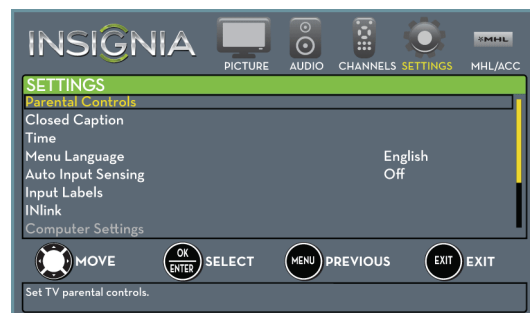 INSIGNIA
PICTURE AUDIO CHANNELS SETTINGS MHL/ACC
MHL
SETTINGS
Parental Controls
Closed Caption
Time
Menu Language English
Auto Input Sensing Off
Input Labels
INlink
Computer Settings
MOVE OK ENTER SELECT MENU PREVIOUS EXIT EXIT
Set TV parental controls.